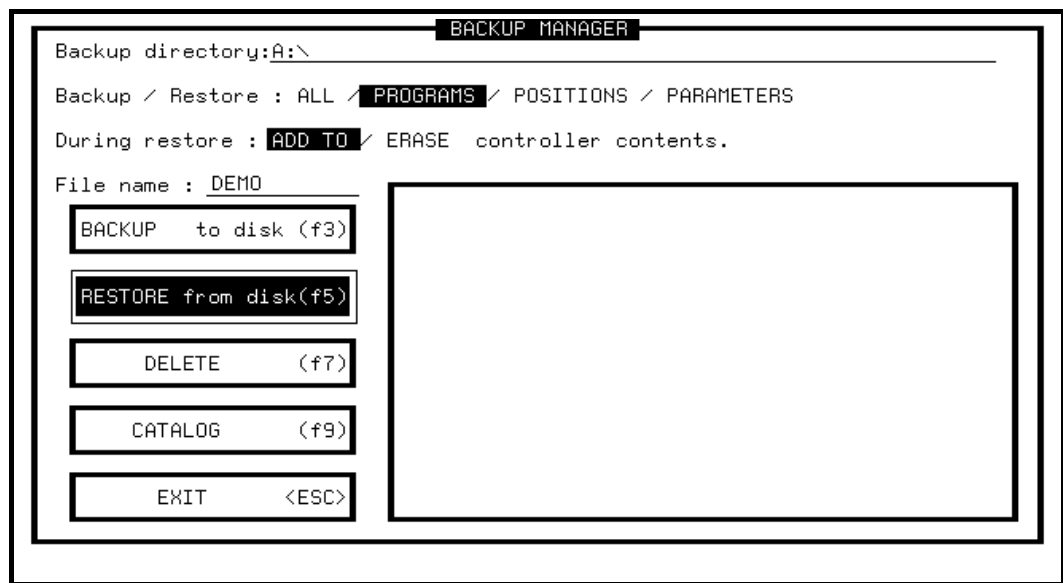 BACKUP MANAGER
Backup directory:A:\
Backup / Restore : ALL / PROGRAMS / POSITIONS / PARAMETERS
During restore : ADD TO / ERASE controller contents.
File name : DEMO
BACKUP to disk (f3)
RESTORE from disk(f5)
DELETE (f7)
CATALOG (f9)
EXIT <ESC>